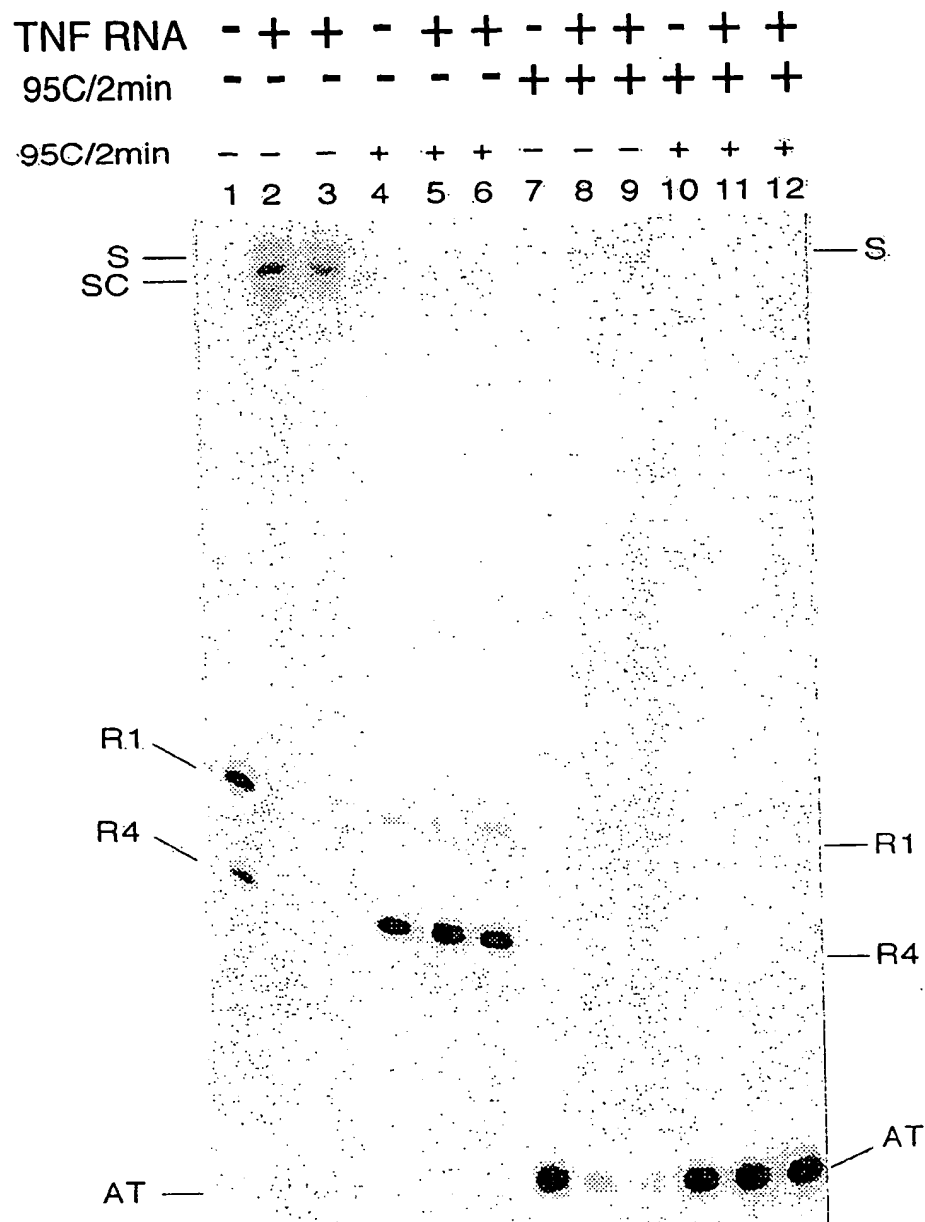 TNF RNA - + + - + + - + + - + +
95C/2min - - - - - - + + + + + +
95C/2min - - - + + + - - - + + +
1 2 3 4 5 6 7 8 9 10 11 12
S S
SC
R1
R4
R1
R4
AT
AT